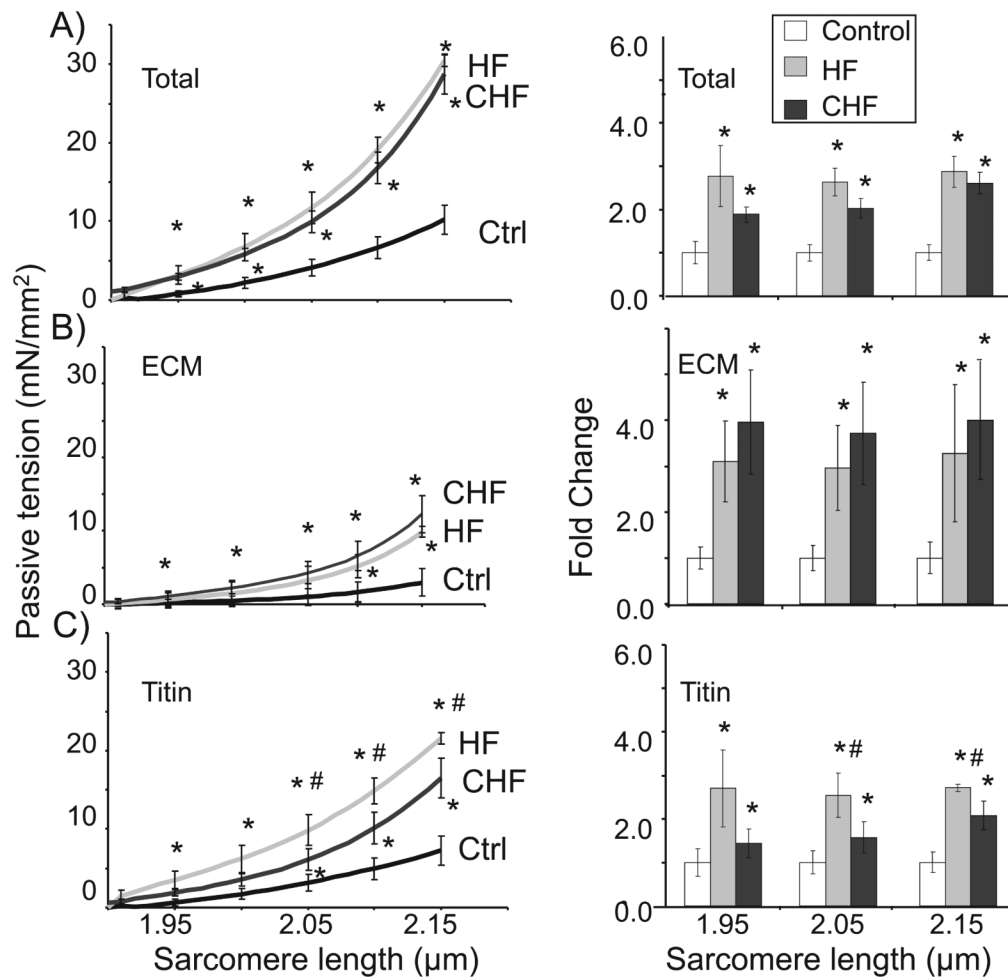 A)
Total
30
20
10
0
*
*
*
*
*
*
*
*
*
*
HF
CHF
Ctrl
Total
Control
HF
CHF
6.0
4.0
2.0
0.0
*
*
*
*
*
*
B)
ECM
30
20
10
0
*
*
*
*
*
*
*
CHF
HF
Ctrl
ECM
4.0
2.0
0.0
*
*
*
*
*
*
C)
Titin
30
20
10
0
*
*
* #
* #
* #
*
*
*
HF
CHF
Ctrl
1.95
2.05
2.15
Sarcomere length (µm)
Passive tension (mN/mm²)
Titin
6.0
4.0
2.0
0.0
*
*
*#
*
*#
*
1.95
2.05
2.15
Sarcomere length (µm)
Fold Change